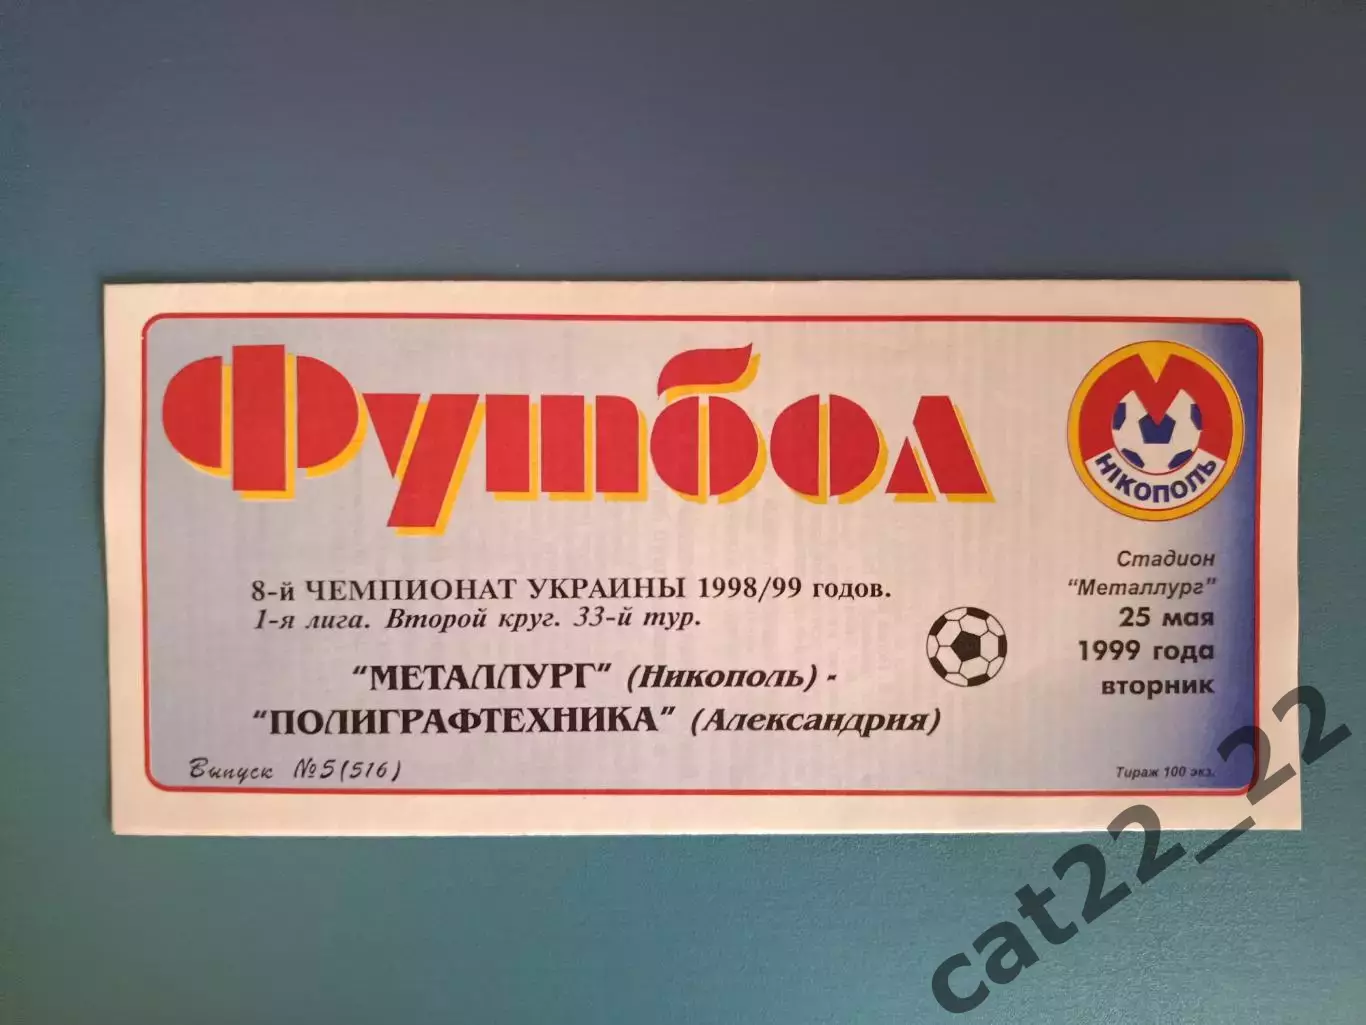 Футбол
НІКОПОЛЬ
8-й ЧЕМПИОНАТ УКРАИНЫ 1998/99 годов.
1-я лига. Второй круг. 33-й тур.
"МЕТАЛЛУРГ" (Никополь) -
"ПОЛИГРАФТЕХНИКА" (Александрия)
Выпуск №5(516)
Стадион
"Металлург"
25 мая
1999 года
вторник
Тираж 100 экз.
cat22_22